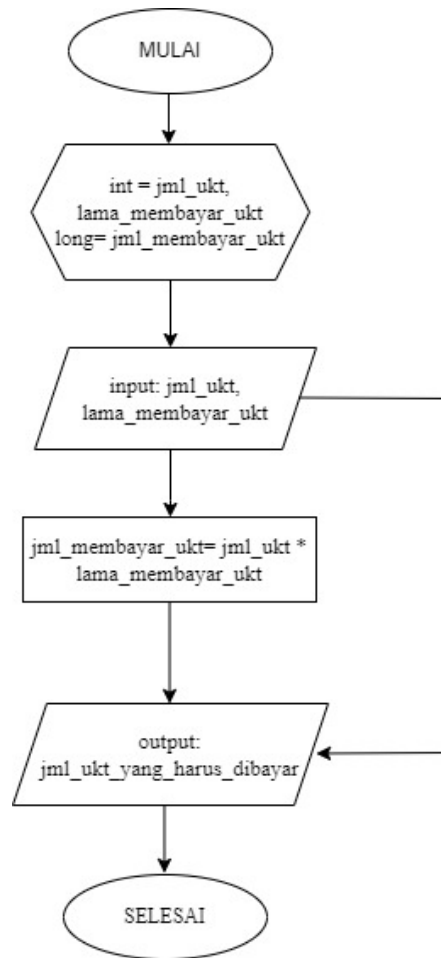 MULAI
int = jml_ukt,
lama_membayar_ukt
long= jml_membayar_ukt
input: jml_ukt,
lama_membayar_ukt
jml_membayar_ukt= jml_ukt *
lama_membayar_ukt
output:
jml_ukt_yang_harus_dibayar
SELESAI